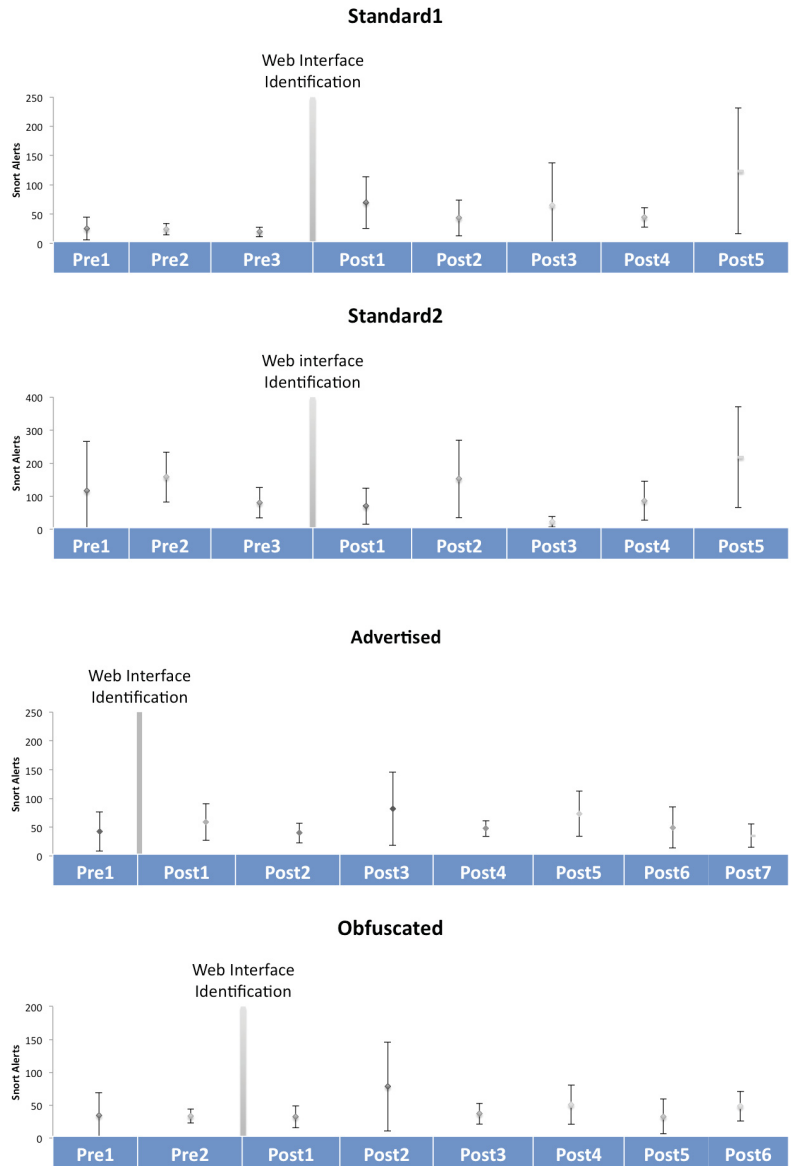 Standard1
Web Interface
Identification
250
200
150
100
50
0
Snort Alerts
Pre1 Pre2 Pre3 Post1 Post2 Post3 Post4 Post5
Standard2
Web interface
Identification
400
300
200
100
0
Snort Alerts
Pre1 Pre2 Pre3 Post1 Post2 Post3 Post4 Post5
Advertised
Web Interface
Identification
250
200
150
100
50
0
Snort Alerts
Pre1 Post1 Post2 Post3 Post4 Post5 Post6 Post7
Obfuscated
Web Interface
Identification
200
150
100
50
0
Snort Alerts
Pre1 Pre2 Post1 Post2 Post3 Post4 Post5 Post6